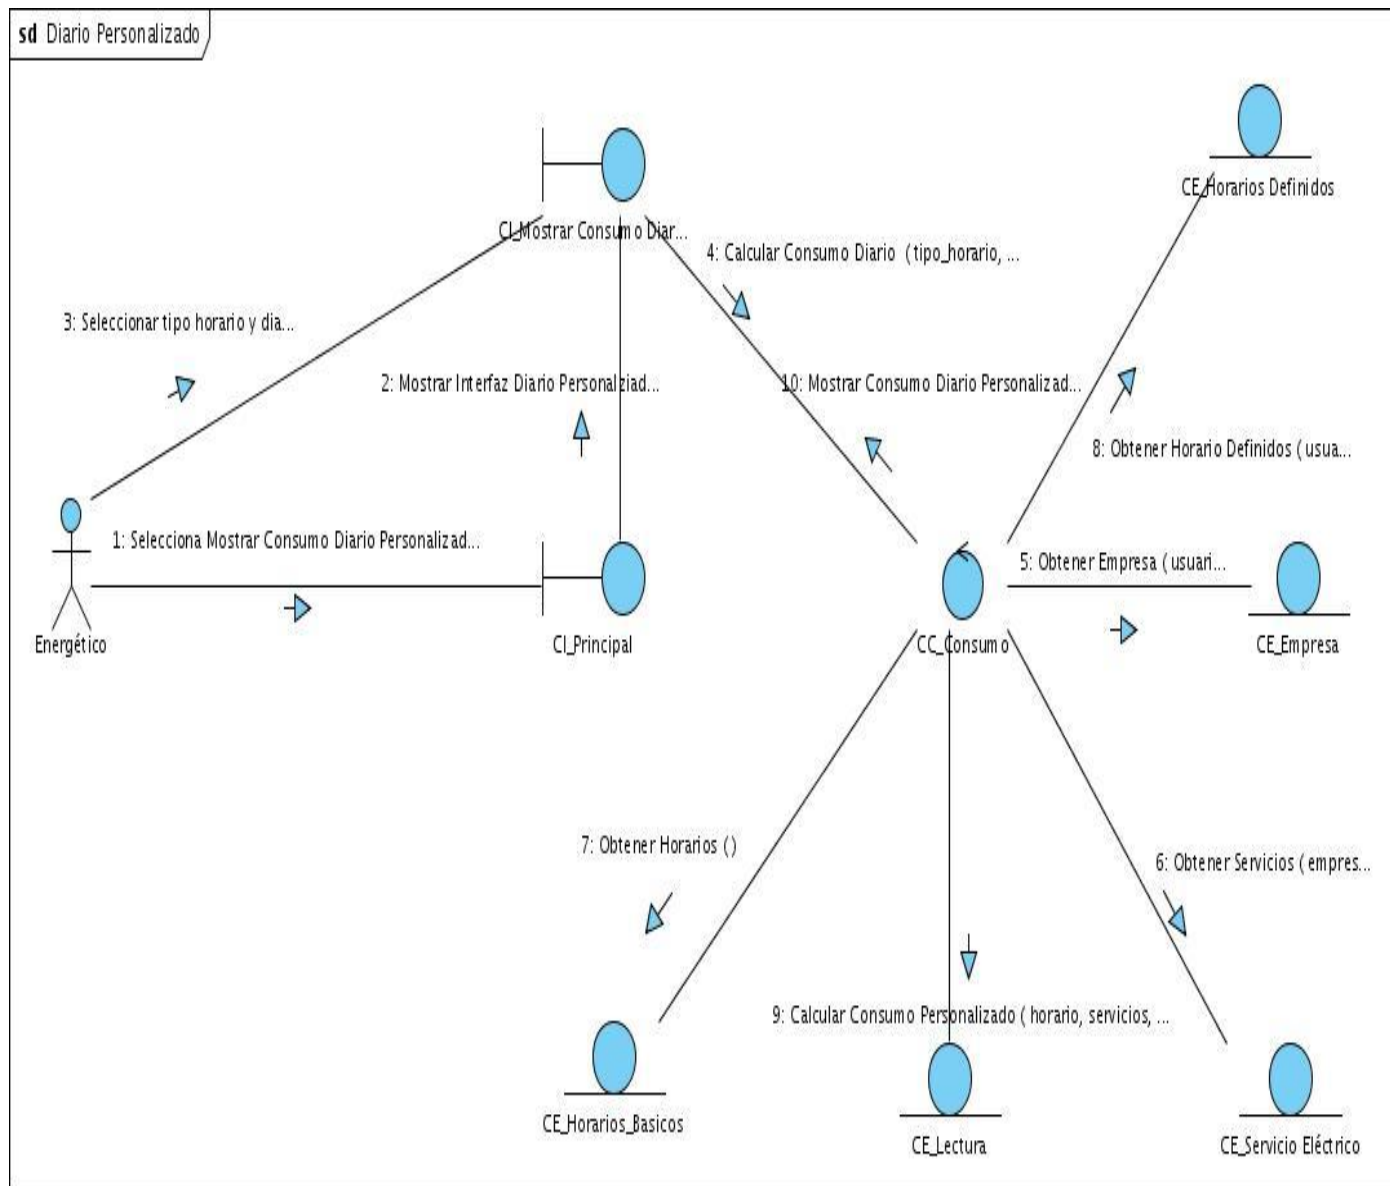 sd Diario Personalizado
CE_Horarios Definidos
CI_Mostrar Consumo Diar...
4: Calcular Consumo Diario ( tipo_horario, ...
3: Seleccionar tipo horario y dia...
2: Mostrar Interfaz Diario Personalziad...
10: Mostrar Consumo Diario Personalizad...
8: Obtener Horario Definidos ( usua...
1: Selecciona Mostrar Consumo Diario Personalizad...
5: Obtener Empresa ( usuari...
Energético
CI_Principal
CC_Consumo
CE_Empresa
7: Obtener Horarios ()
6: Obtener Servicios ( empres...
9: Calcular Consumo Personalizado ( horario, servicios, ...
CE_Horarios_Basicos
CE_Lectura
CE_Servicio Eléctrico